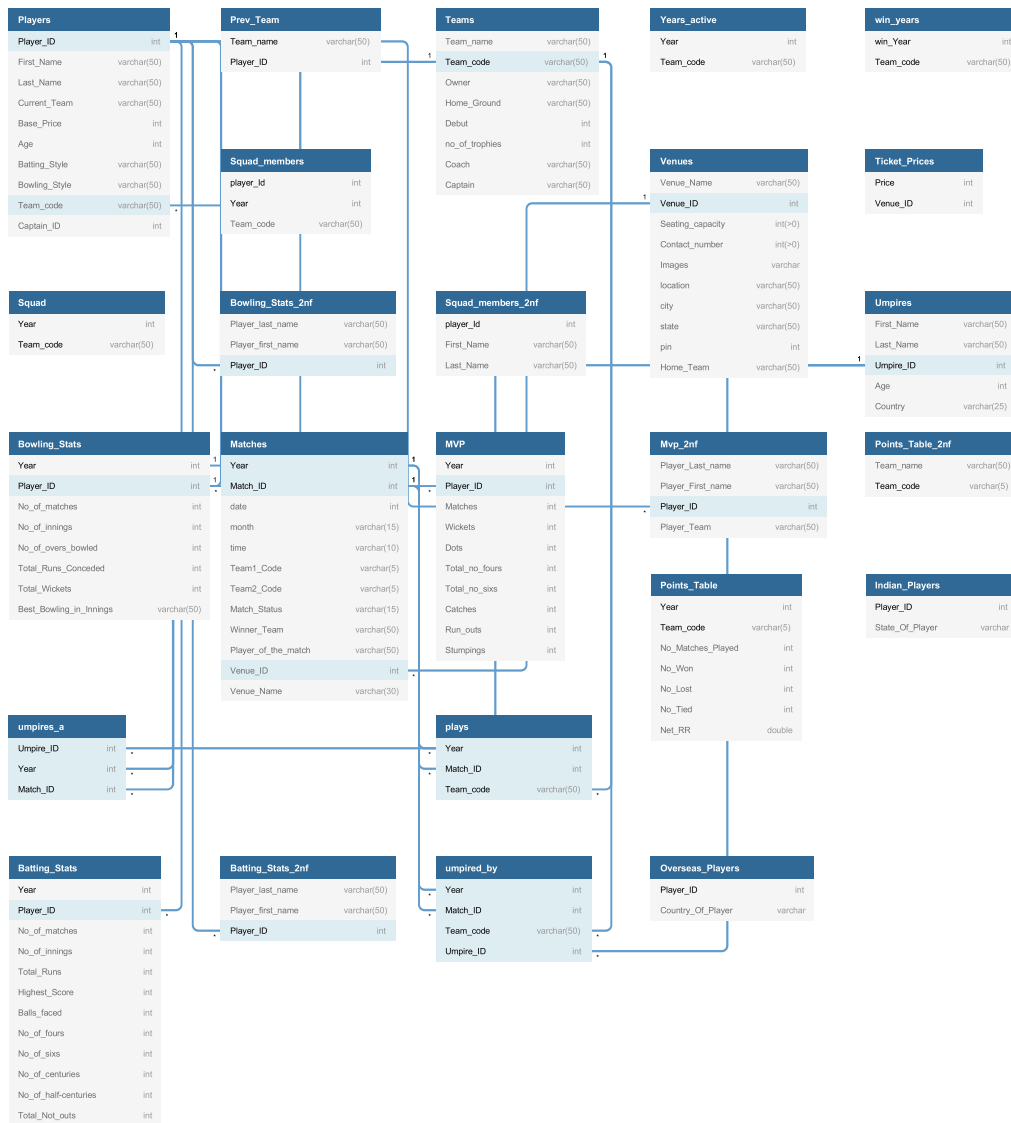 Players
Player_ID int
First_Name varchar(50)
Last_Name varchar(50)
Current_Team varchar(50)
Base_Price int
Age int
Batting_Style varchar(50)
Bowling_Style varchar(50)
Team_code varchar(50)
Captain_ID int
1
*
Prev_Team
Team_name varchar(50)
Player_ID int
Teams
Team_name varchar(50)
1 Team_code varchar(50) 1
Owner varchar(50)
Home_Ground varchar(50)
Debut int
no_of_trophies int
Coach varchar(50)
Captain varchar(50)
Years_active
Year int
Team_code varchar(50)
win_years
win_Year int
Team_code varchar(50)
Squad_members
player_Id int
Year int
Team_code varchar(50)
Venues
Venue_Name varchar(50)
1 Venue_ID int
Seating_capacity int(>0)
Contact_number int(>0)
Images varchar
location varchar(50)
city varchar(50)
state varchar(50)
pin int
Home_Team varchar(50)
Ticket_Prices
Price int
Venue_ID int
Squad
Year int
Team_code varchar(50)
Bowling_Stats_2nf
Player_last_name varchar(50)
Player_first_name varchar(50)
* Player_ID int
Squad_members_2nf
player_Id int
First_Name varchar(50)
Last_Name varchar(50)
Umpires
First_Name varchar(50)
Last_Name varchar(50)
1 Umpire_ID int
Age int
Country varchar(25)
Bowling_Stats
Year int
Player_ID int *
No_of_matches int
No_of_innings int
No_of_overs_bowled int
Total_Runs_Conceded int
Total_Wickets int
Best_Bowling_in_Innings varchar(50)
Matches
1 Year int 1
1 Match_ID int 1
date int
month varchar(15)
time varchar(10)
Team1_Code varchar(5)
Team2_Code varchar(5)
Match_Status varchar(15)
Winner_Team varchar(50)
Player_of_the_match varchar(50)
Venue_ID int *
Venue_Name varchar(30)
MVP
Year int
* Player_ID int
Matches int
Wickets int
Dots int
Total_no_fours int
Total_no_sixs int
Catches int
Run_outs int
Stumpings int
Mvp_2nf
Player_Last_name varchar(50)
Player_First_name varchar(50)
* Player_ID int
Player_Team varchar(50)
Points_Table_2nf
Team_name varchar(50)
Team_code varchar(5)
Points_Table
Year int
Team_code varchar(5)
No_Matches_Played int
No_Won int
No_Lost int
No_Tied int
Net_RR double
Indian_Players
Player_ID int
State_Of_Player varchar
umpires_a
Umpire_ID int *
Year int *
Match_ID int *
plays
* Year int
* Match_ID int
Team_code varchar(50) *
Batting_Stats
Year int
Player_ID int *
No_of_matches int
No_of_innings int
Total_Runs int
Highest_Score int
Balls_faced int
No_of_fours int
No_of_sixs int
No_of_centuries int
No_of_half-centuries int
Total_Not_outs int
Batting_Stats_2nf
Player_last_name varchar(50)
Player_first_name varchar(50)
* Player_ID int
umpired_by
* Year int
* Match_ID int
Team_code varchar(50) *
Umpire_ID int *
Overseas_Players
Player_ID int
Country_Of_Player varchar